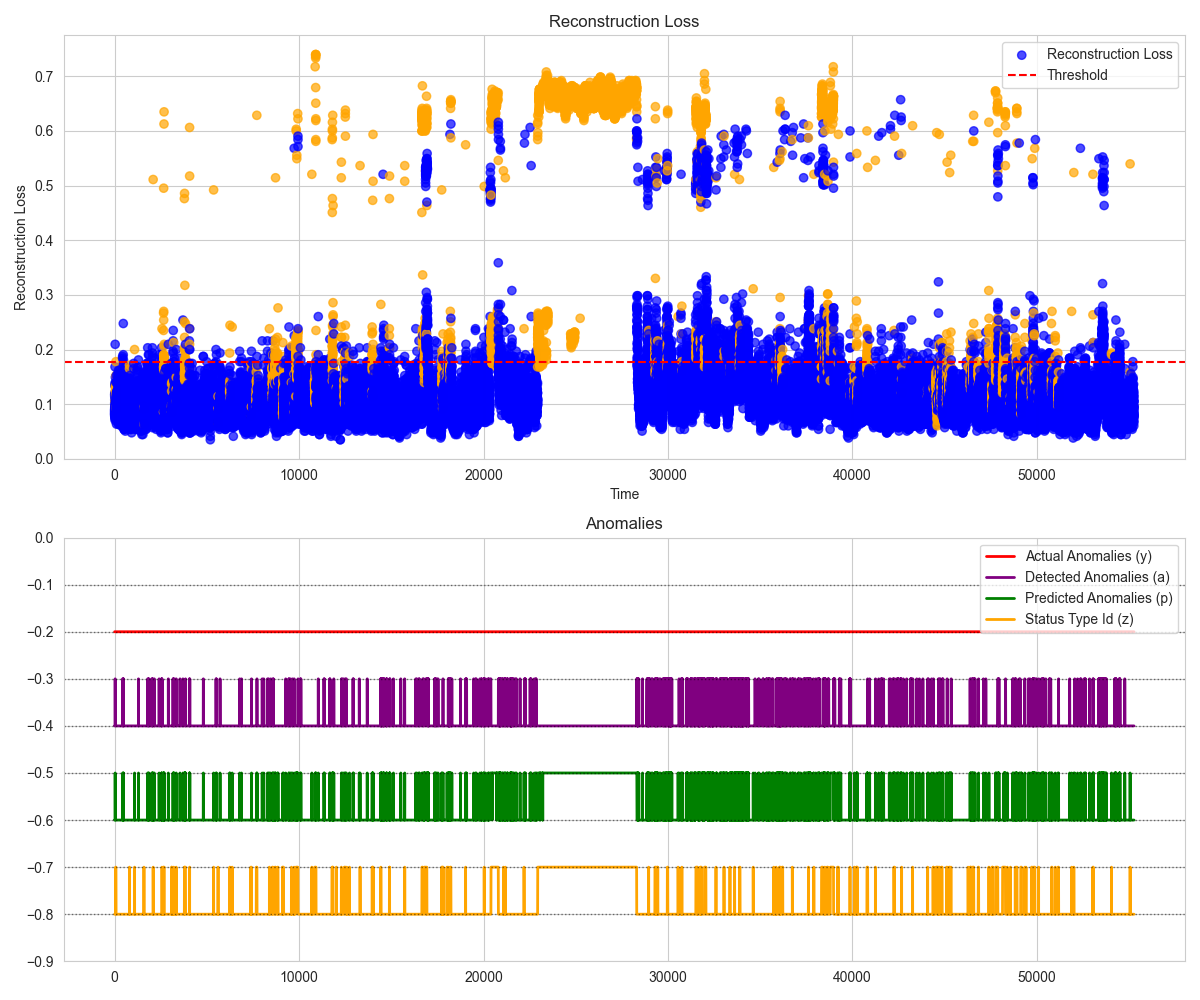 Reconstruction Loss
Reconstruction Loss
0.7
0.6
0.5
0.4
0.3
0.2
0.1
0.0
Reconstruction Loss
Threshold
0 10000 20000 30000 40000 50000
Time
Anomalies
0.0
−0.1
−0.2
−0.3
−0.4
−0.5
−0.6
−0.7
−0.8
−0.9
Actual Anomalies (y)
Detected Anomalies (a)
Predicted Anomalies (p)
Status Type Id (z)
0 10000 20000 30000 40000 50000